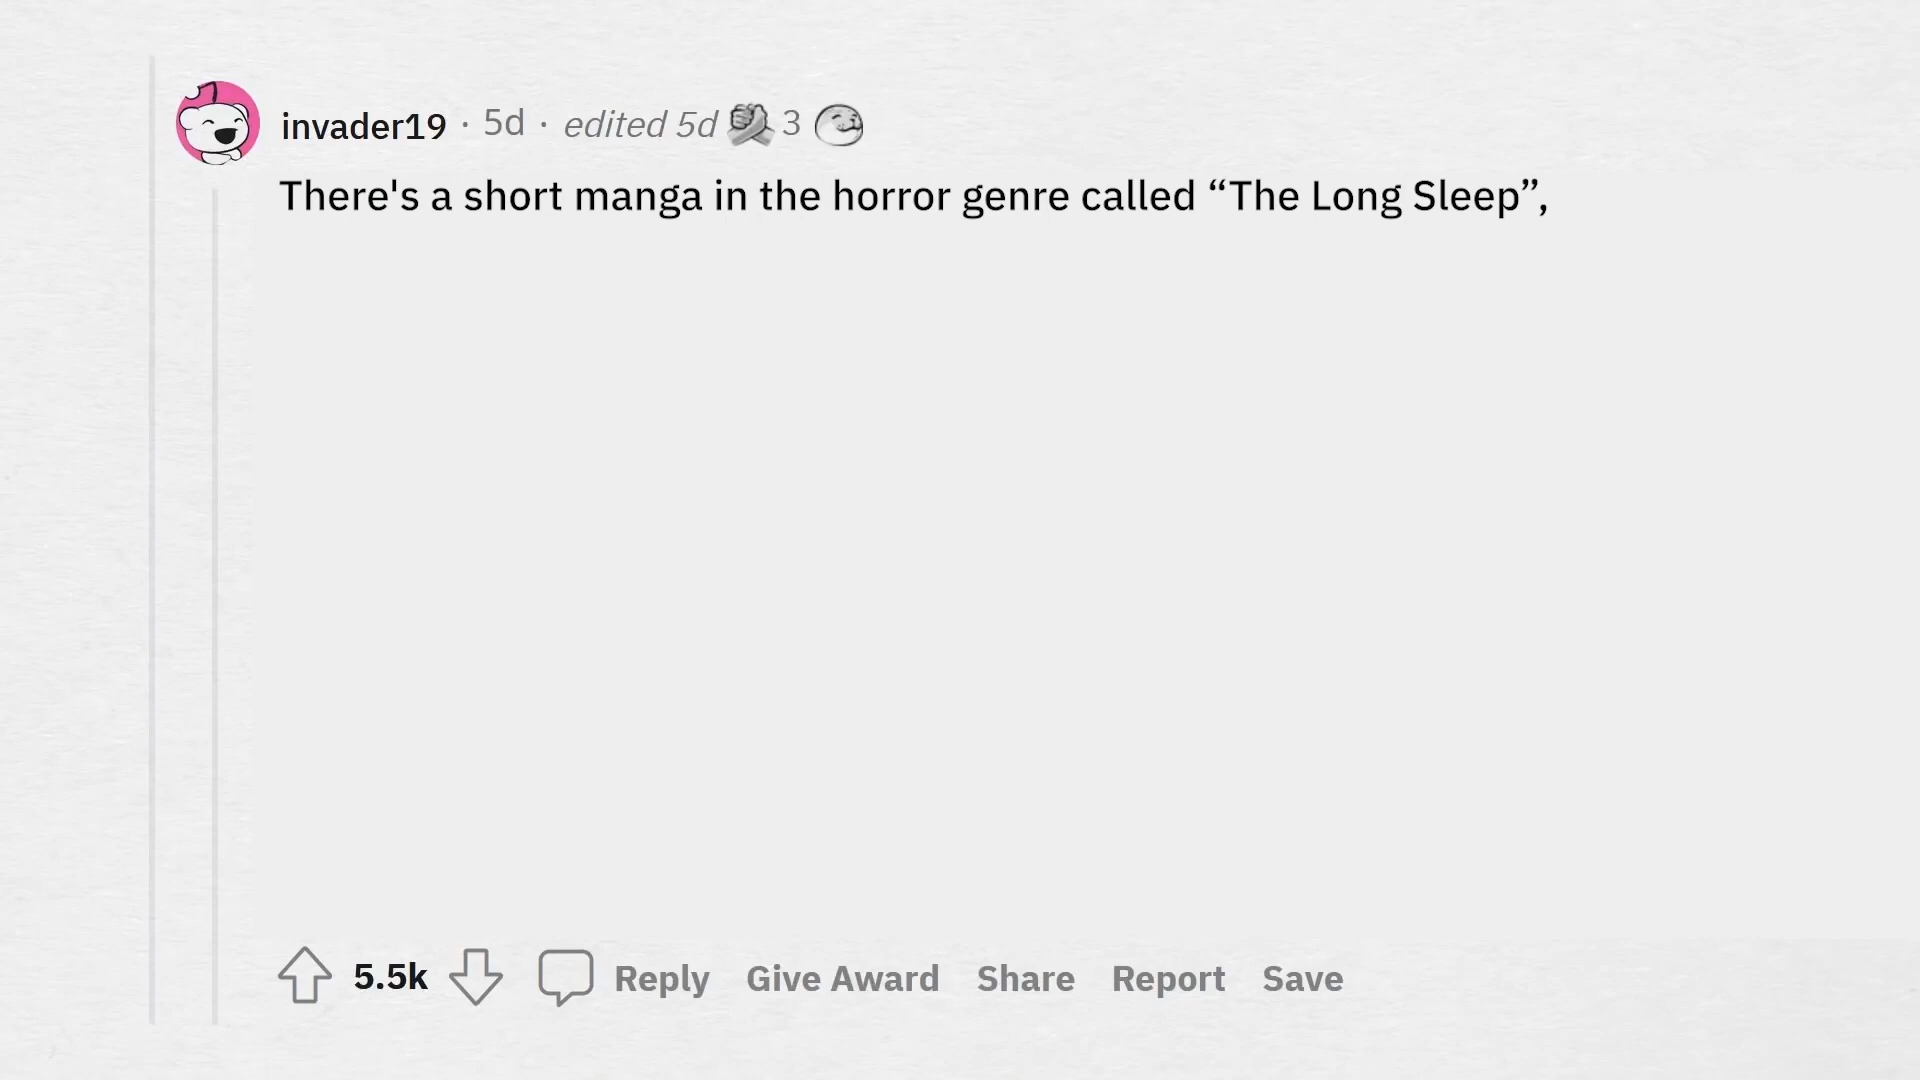 invader19 · 5d · edited 5d 3
There's a short manga in the horror genre called “The Long Sleep”,
5.5k Reply Give Award Share Report Save